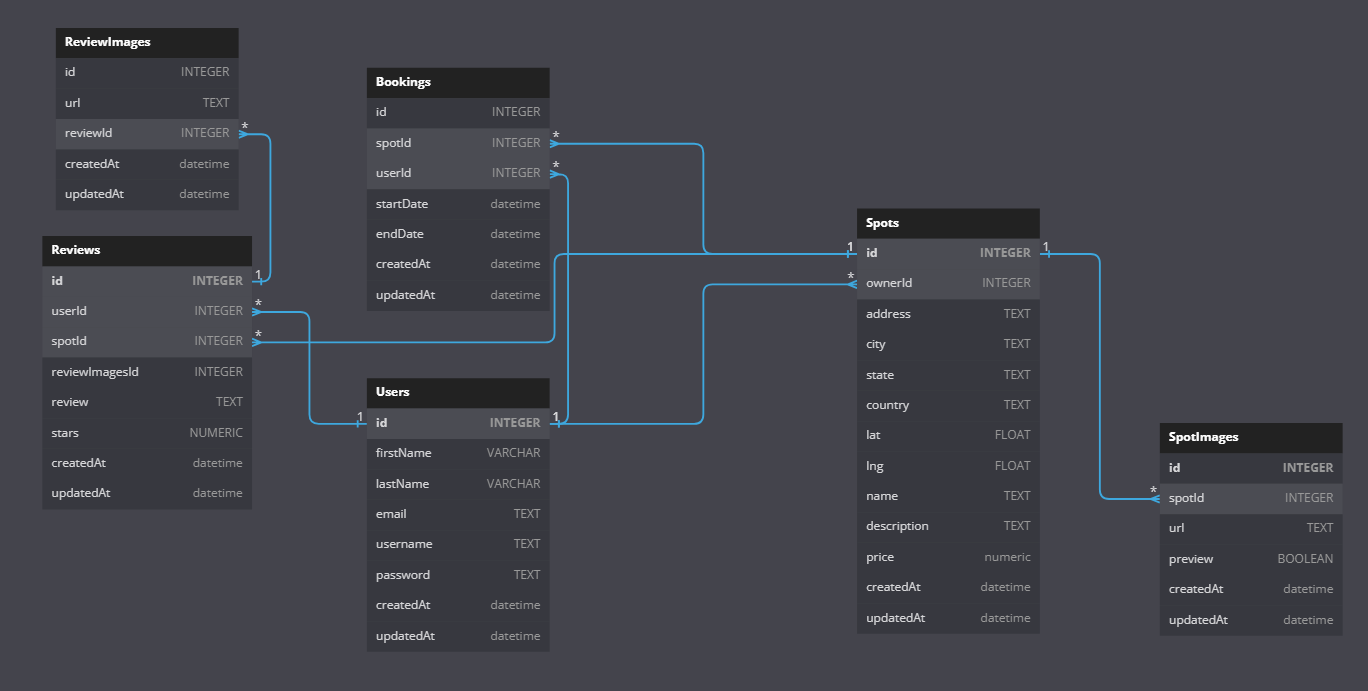 ReviewImages
id INTEGER
url TEXT
reviewId INTEGER *
createdAt datetime
updatedAt datetime
Reviews
id INTEGER 1
userId INTEGER *
spotId INTEGER *
reviewImagesId INTEGER
review TEXT
stars NUMERIC
createdAt datetime
updatedAt datetime
Bookings
id INTEGER
spotId INTEGER *
userId INTEGER *
startDate datetime
endDate datetime
createdAt datetime
updatedAt datetime
Users
1 id INTEGER 1
firstName VARCHAR
lastName VARCHAR
email TEXT
username TEXT
password TEXT
createdAt datetime
updatedAt datetime
Spots
1 id INTEGER 1
* ownerId INTEGER
address TEXT
city TEXT
state TEXT
country TEXT
lat FLOAT
lng FLOAT
name TEXT
description TEXT
price numeric
createdAt datetime
updatedAt datetime
SpotImages
id INTEGER
* spotId INTEGER
url TEXT
preview BOOLEAN
createdAt datetime
updatedAt datetime